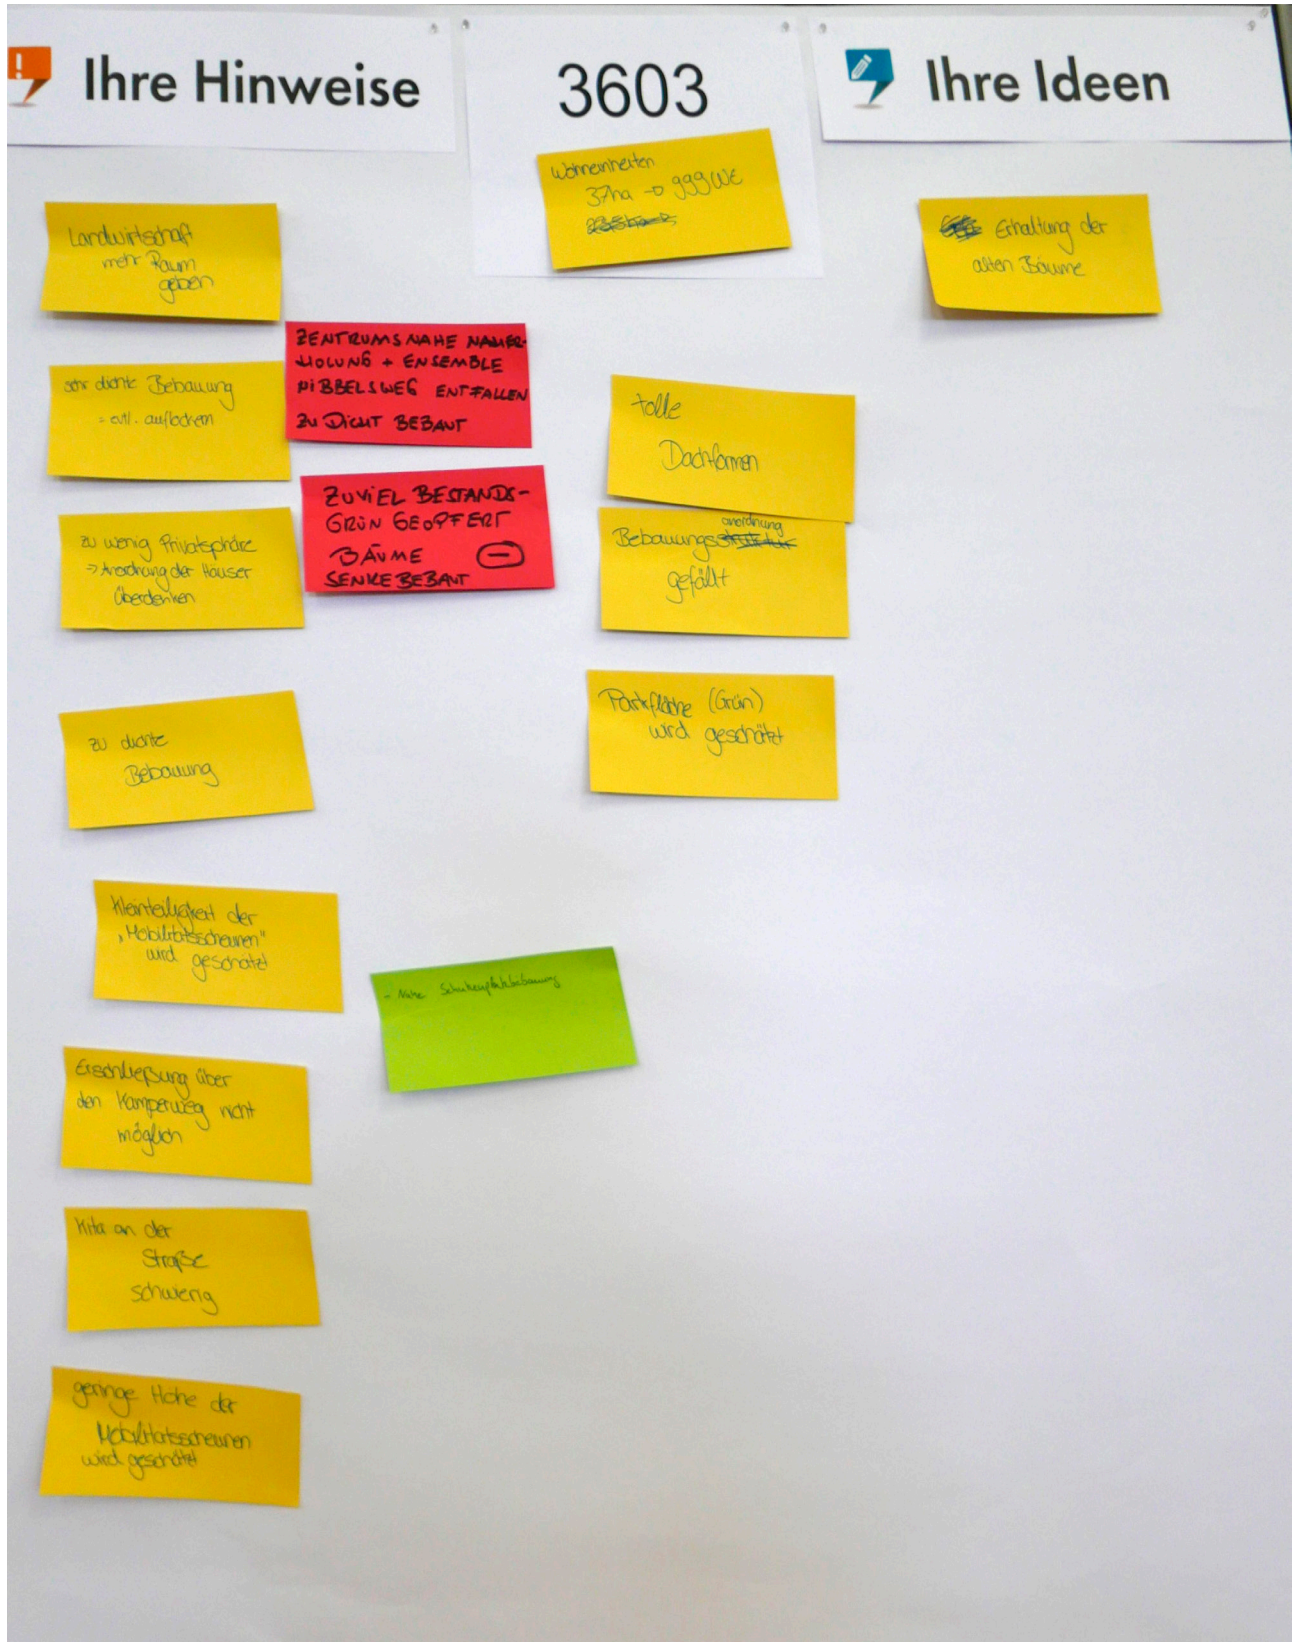 Ihre Hinweise
3603
Ihre Ideen
Wohneinheiten
37ha → 999 WE
Landwirtschaft
mehr Raum
geben
sehr dichte Bebauung
= evtl. auflockern
zu wenig Privatsphäre
→ Anordnung der Häuser
überdenken
zu dichte
Bebauung
Kleinteiligkeit der
„Mobilitätsscheunen"
wird geschätzt
Erschließung über
den Kamperweg nicht
möglich
Kita an der
Straße
schwierig
geringe Höhe der
Mobilitätsscheunen
wird geschätzt
ZENTRUMSNAHE NAHER-
HOLUNG + ENSEMBLE
PIBBELSWEG ENTFALLEN
ZU DICHT BEBAUT
ZUVIEL BESTANDS-
GRÜN GEOPFERT
BÄUME –
SENKE BEBAUT
tolle
Dachformen
anordnung
Bebauungsstruktur
gefällt
Parkfläche (Grün)
wird geschätzt
Erhaltung der
alten Bäume